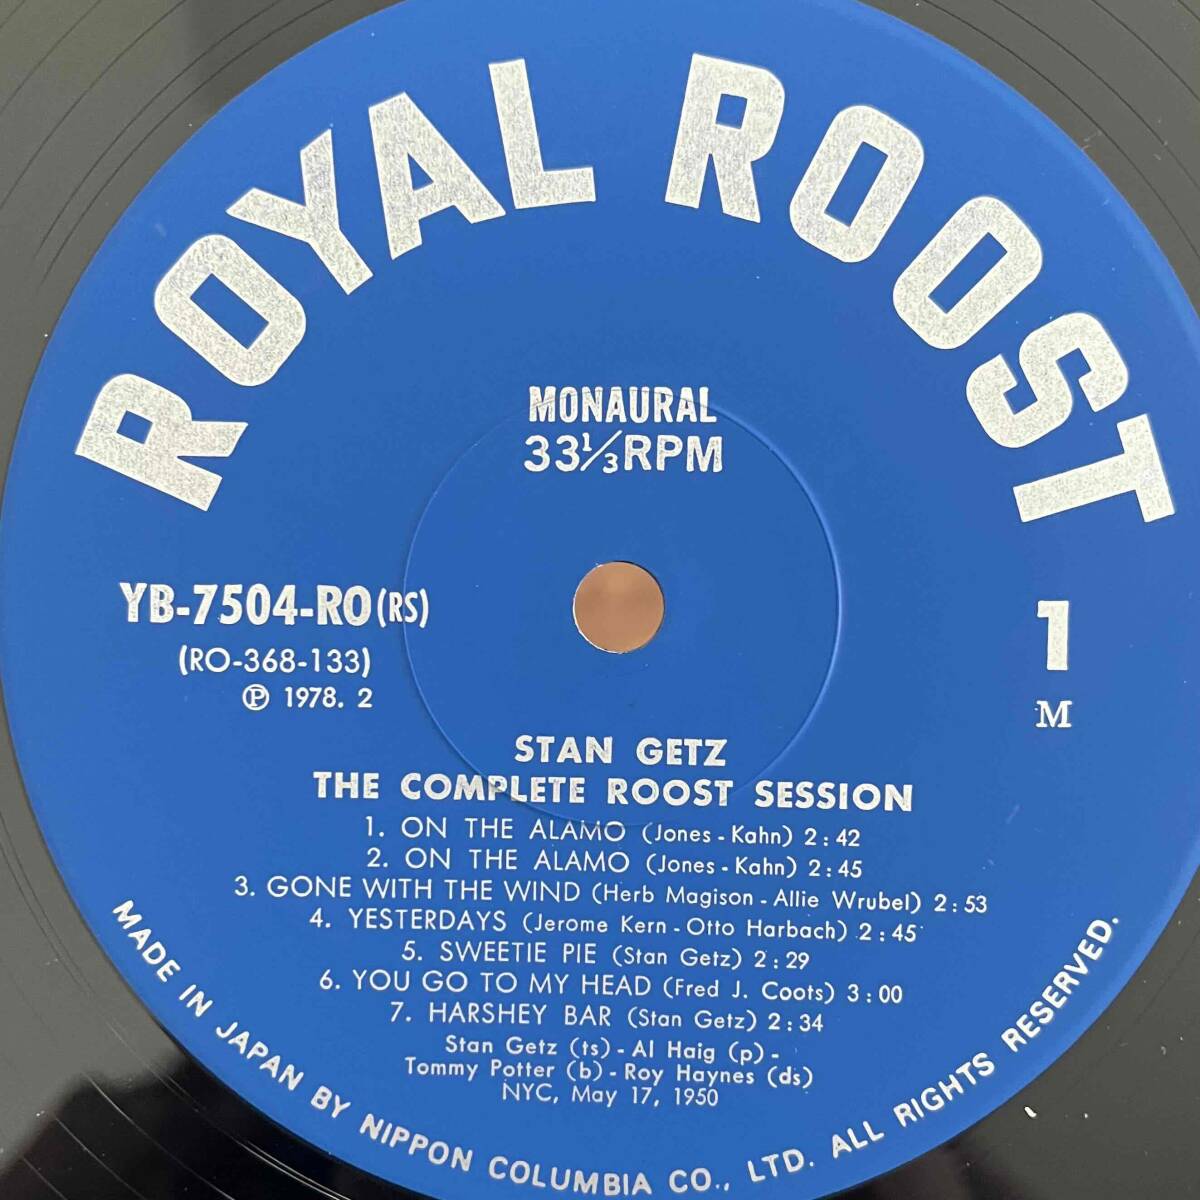 ROYAL ROOST
MONAURAL
33⅓RPM
YB-7504-RO(RS)
(RO-368-133)
Ⓟ 1978. 2
1
M
STAN GETZ
THE COMPLETE ROOST SESSION
1. ON THE ALAMO (Jones - Kahn) 2:42
2. ON THE ALAMO (Jones - Kahn) 2:45
3. GONE WITH THE WIND (Herb Magison - Allie Wrubel) 2:53
4. YESTERDAYS (Jerome Kern - Otto Harbach) 2:45
5. SWEETIE PIE (Stan Getz) 2:29
6. YOU GO TO MY HEAD (Fred J. Coots) 3:00
7. HARSHEY BAR (Stan Getz) 2:34
Stan Getz (ts) - Al Haig (p) -
Tommy Potter (b) - Roy Haynes (ds)
NYC, May 17, 1950
MADE IN JAPAN BY NIPPON COLUMBIA CO., LTD. ALL RIGHTS RESERVED.